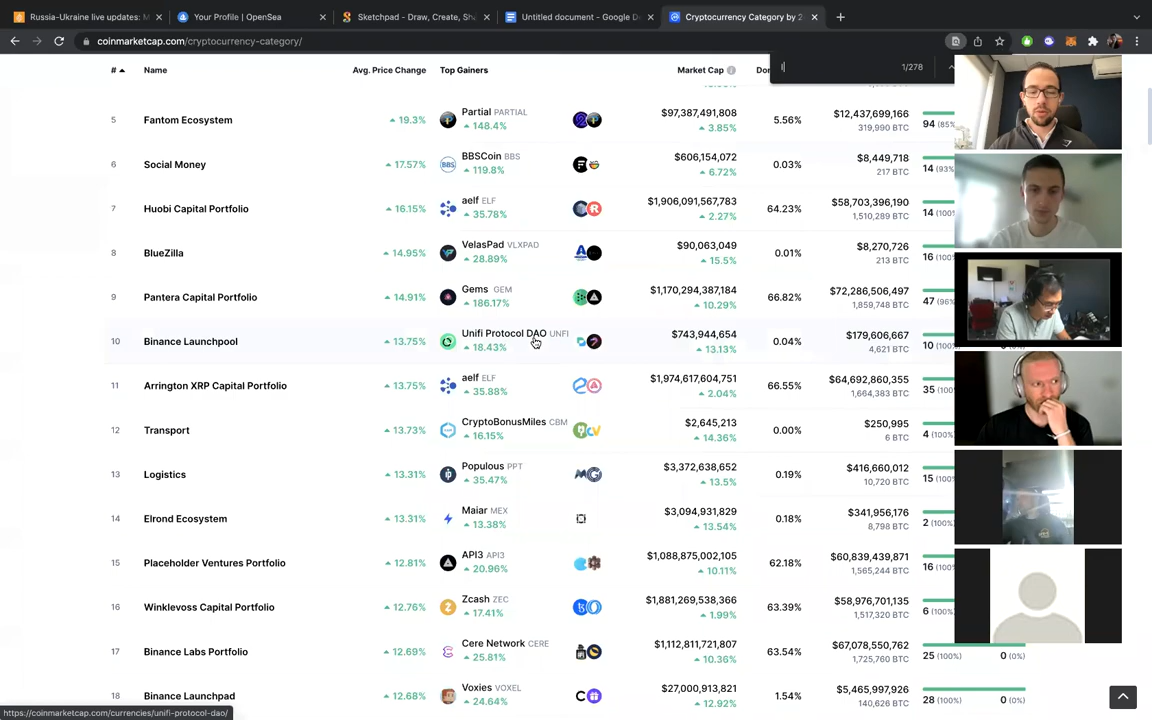 Russia-Ukraine live updates: M
Your Profile | OpenSea
Sketchpad - Draw, Create, Sha
Untitled document - Google Do
Cryptocurrency Category by 24
coinmarketcap.com/cryptocurrency-category/
1/278
# Name Avg. Price Change Top Gainers Market Cap Dom
5 Fantom Ecosystem 19.3% Partial PARTIAL 148.4% $97,387,491,808 3.85% 5.56% $12,437,699,166 319,990 BTC 94 (85%
6 Social Money 17.57% BBSCoin BBS 119.8% $606,154,072 6.72% 0.03% $8,449,718 217 BTC 14 (93%
7 Huobi Capital Portfolio 16.15% aelf ELF 35.78% $1,906,091,567,783 2.27% 64.23% $58,703,396,190 1,510,289 BTC 14 (100%
8 BlueZilla 14.95% VelasPad VLXPAD 28.89% $90,063,049 15.5% 0.01% $8,270,726 213 BTC 16 (100%
9 Pantera Capital Portfolio 14.91% Gems GEM 186.17% $1,170,294,387,184 10.29% 66.82% $72,286,506,497 1,859,748 BTC 47 (96%
10 Binance Launchpool 13.75% Unifi Protocol DAO UNFI 18.43% $743,944,654 13.13% 0.04% $179,606,667 4,621 BTC 10 (100%
11 Arrington XRP Capital Portfolio 13.75% aelf ELF 35.88% $1,974,617,604,751 2.04% 66.55% $64,692,860,355 1,664,383 BTC 35 (100%
12 Transport 13.73% CryptoBonusMiles CBM 16.15% $2,645,213 14.36% 0.00% $250,995 6 BTC 4 (100%)
13 Logistics 13.31% Populous PPT 35.47% $3,372,638,652 13.5% 0.19% $416,660,012 10,720 BTC 15 (100%
14 Elrond Ecosystem 13.31% Maiar MEX 13.38% $3,094,931,829 13.54% 0.18% $341,956,176 8,798 BTC 2 (100%)
15 Placeholder Ventures Portfolio 12.81% API3 API3 20.96% $1,088,875,002,105 10.11% 62.18% $60,839,439,871 1,565,244 BTC 16 (100%
16 Winklevoss Capital Portfolio 12.76% Zcash ZEC 17.41% $1,881,269,538,366 1.99% 63.39% $58,976,701,135 1,517,320 BTC 6 (100%)
17 Binance Labs Portfolio 12.69% Cere Network CERE 25.81% $1,112,811,721,807 10.36% 63.54% $67,078,550,762 1,725,760 BTC 25 (100%) 0 (0%)
18 Binance Launchpad 12.68% Voxies VOXEL 24.64% $27,000,913,821 12.92% 1.54% $5,465,997,926 140,626 BTC 28 (100%) 0 (0%)
https://coinmarketcap.com/currencies/unifi-protocol-dao/